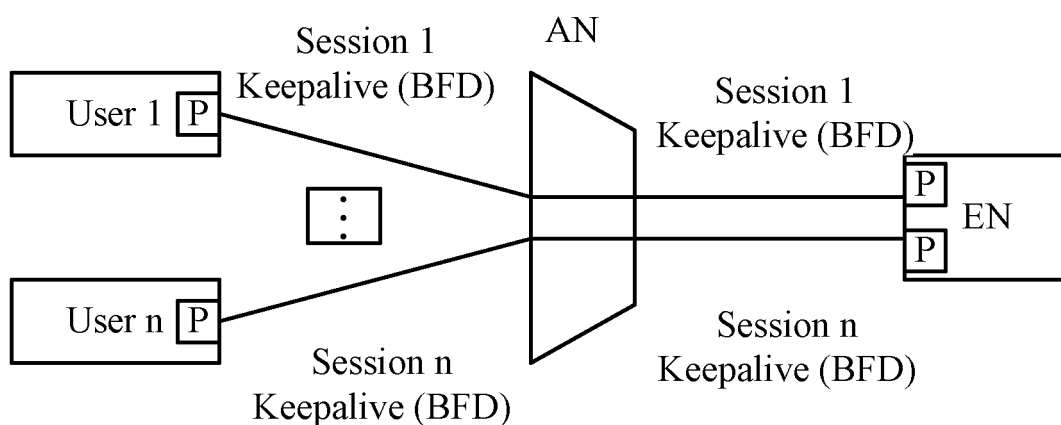 AN
Session 1
Keepalive (BFD)
Session 1
Keepalive (BFD)
User 1
P
P
EN
P
User n
P
Session n
Keepalive (BFD)
Session n
Keepalive (BFD)